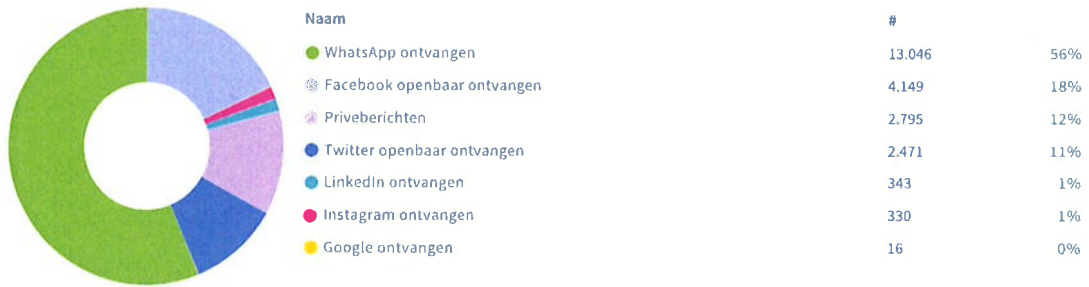 Naam #
WhatsApp ontvangen 13.046 56%
Facebook openbaar ontvangen 4.149 18%
Priveberichten 2.795 12%
Twitter openbaar ontvangen 2.471 11%
LinkedIn ontvangen 343 1%
Instagram ontvangen 330 1%
Google ontvangen 16 0%